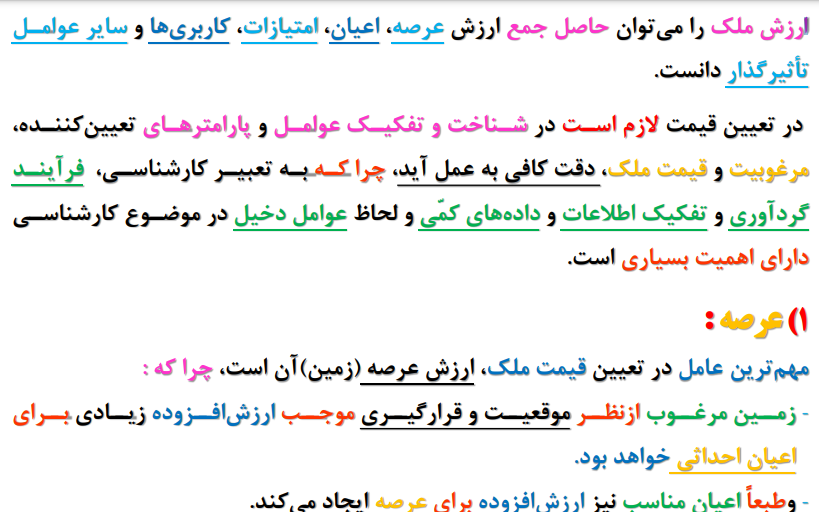 ارزش ملک را می‌توان حاصل جمع ارزش عرصه، اعیان، امتیازات، کاربری‌ها و سایر عوامل
تأثیرگذار دانست.
در تعیین قیمت لازم است در شناخت و تفکیک عوامل و پارامترهای تعیین‌کننده،
مرغوبیت و قیمت ملک، دقت کافی به عمل آید، چرا که به تعبیر کارشناسی، فرآیند
گردآوری و تفکیک اطلاعات و داده‌های کمّی و لحاظ عوامل دخیل در موضوع کارشناسی
دارای اهمیت بسیاری است.
۱) عرصه :
مهم‌ترین عامل در تعیین قیمت ملک، ارزش عرصه (زمین) آن است، چرا که :
- زمین مرغوب ازنظر موقعیت و قرارگیری موجب ارزش‌افزوده زیادی برای
اعیان احداثی خواهد بود.
- وطبعاً اعیان مناسب نیز ارزش‌افزوده برای عرصه ایجاد می‌کند.